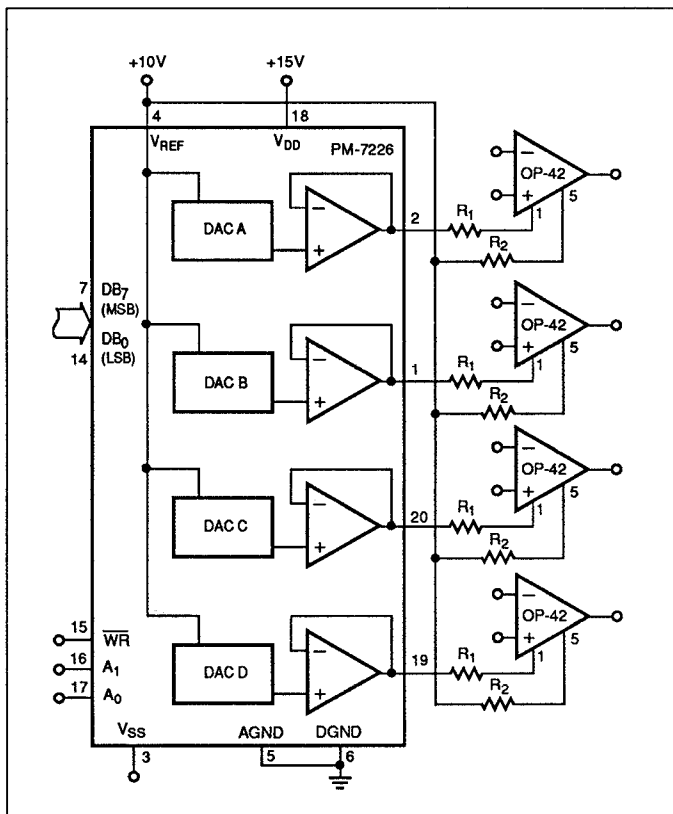 +10V +15V
4 18
V_REF V_DD PM-7226
OP-42
1 5
DAC A
2 R₁
R₂
7 DB₇
(MSB)
DB₀
14 (LSB)
OP-42
1 5
DAC B
1 R₁
R₂
OP-42
1 5
DAC C
20 R₁
R₂
OP-42
1 5
15 W̅R̅
DAC D
19 R₁
R₂
16 A₁
17 A₀
V_SS AGND DGND
3 5 6